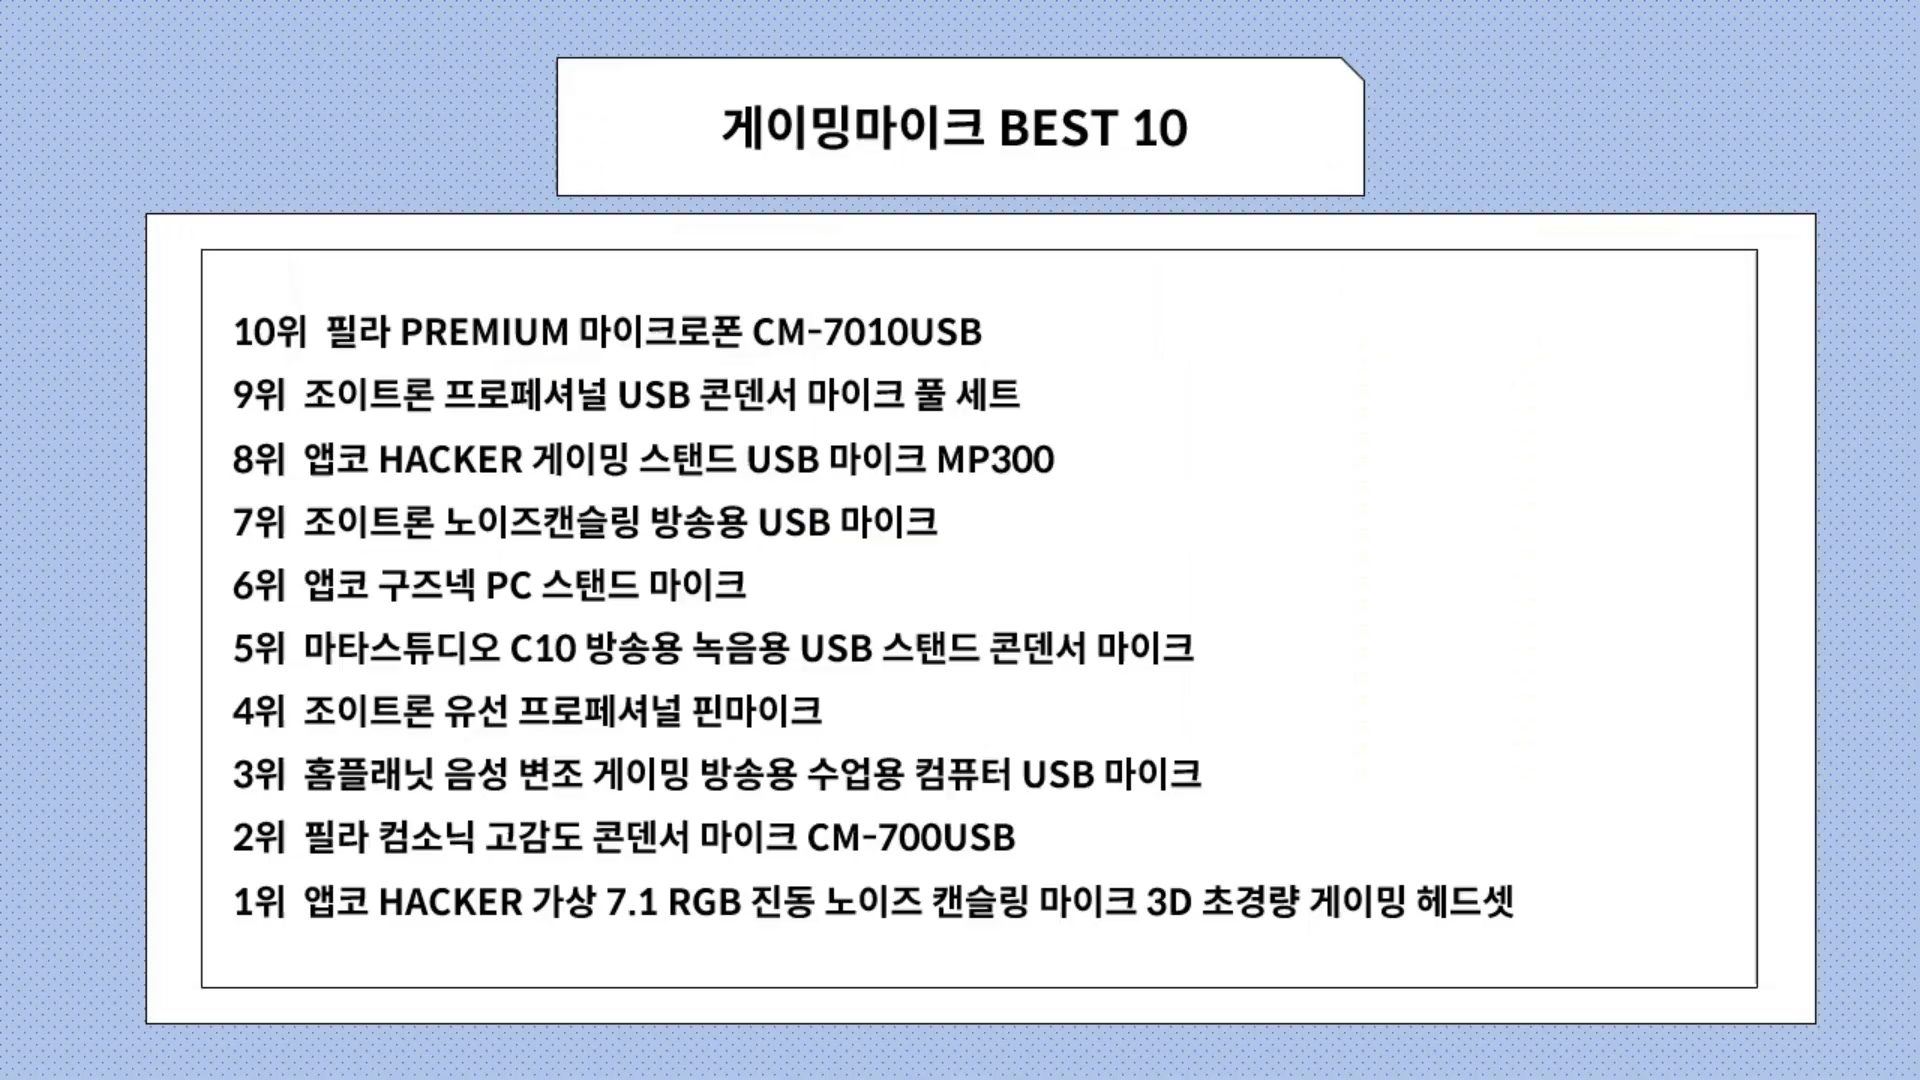 게이밍마이크 BEST 10
10위 필라 PREMIUM 마이크로폰 CM-7010USB
9위 조이트론 프로페셔널 USB 콘덴서 마이크 풀 세트
8위 앱코 HACKER 게이밍 스탠드 USB 마이크 MP300
7위 조이트론 노이즈캔슬링 방송용 USB 마이크
6위 앱코 구즈넥 PC 스탠드 마이크
5위 마타스튜디오 C10 방송용 녹음용 USB 스탠드 콘덴서 마이크
4위 조이트론 유선 프로페셔널 핀마이크
3위 홈플래닛 음성 변조 게이밍 방송용 수업용 컴퓨터 USB 마이크
2위 필라 컴소닉 고감도 콘덴서 마이크 CM-700USB
1위 앱코 HACKER 가상 7.1 RGB 진동 노이즈 캔슬링 마이크 3D 초경량 게이밍 헤드셋